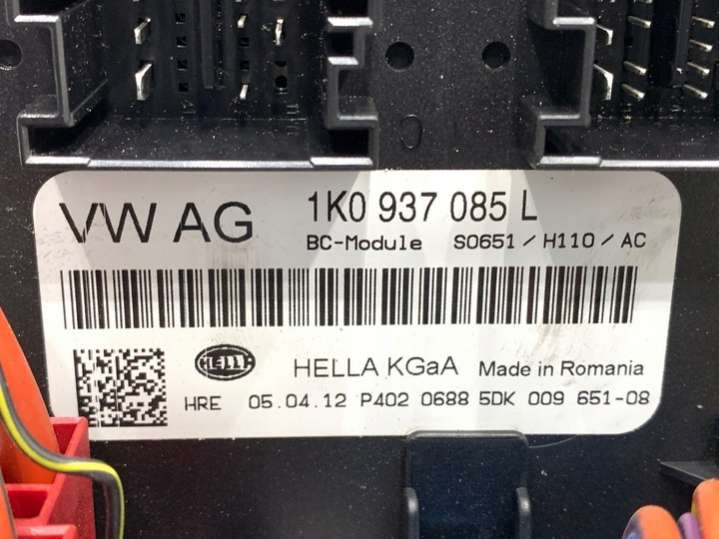 VW AG 1K0 937 085 L
BC-Module S0651 / H110 / AC
HELLA HELLA KGaA Made in Romania
HRE 05.04.12 P402 0688 5DK 009 651-08